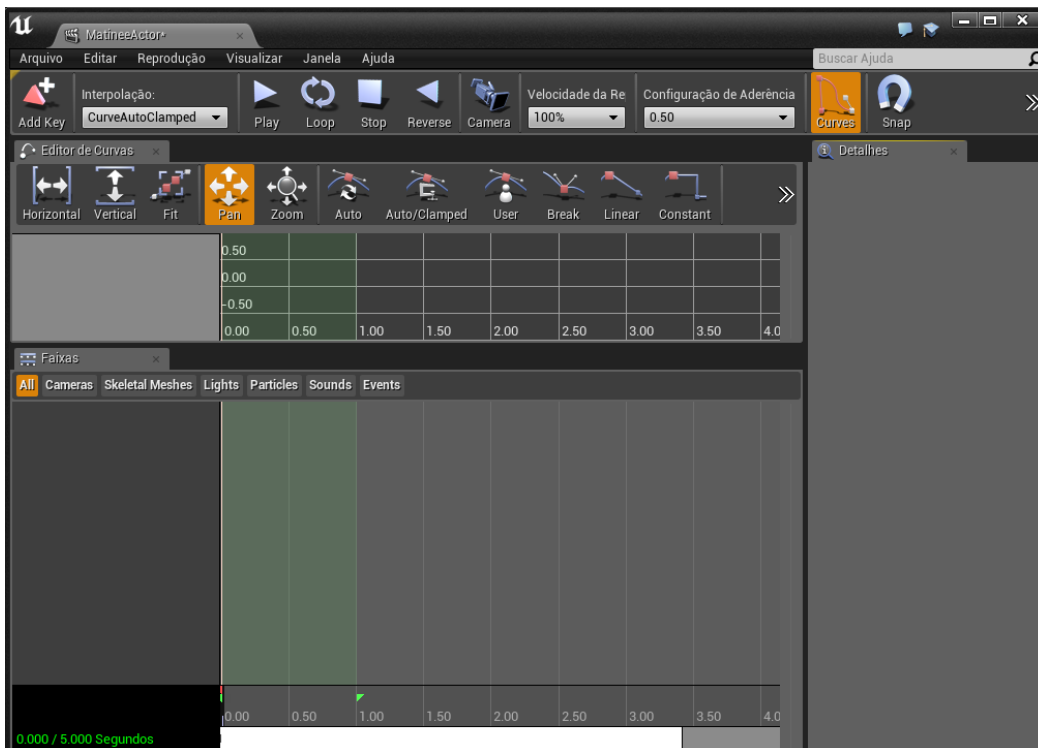 MatineeActor*
Arquivo Editar Reprodução Visualizar Janela Ajuda
Buscar Ajuda
Add Key
Interpolação:
CurveAutoClamped
Play Loop Stop Reverse Camera
Velocidade da Re
100%
Configuração de Aderência
0.50
Curves Snap
Editor de Curvas
Detalhes
Horizontal Vertical Fit Pan Zoom Auto Auto/Clamped User Break Linear Constant
0.50
0.00
-0.50
0.00 0.50 1.00 1.50 2.00 2.50 3.00 3.50 4.0
Faixas
All Cameras Skeletal Meshes Lights Particles Sounds Events
0.00 0.50 1.00 1.50 2.00 2.50 3.00 3.50 4.0
0.000 / 5.000 Segundos